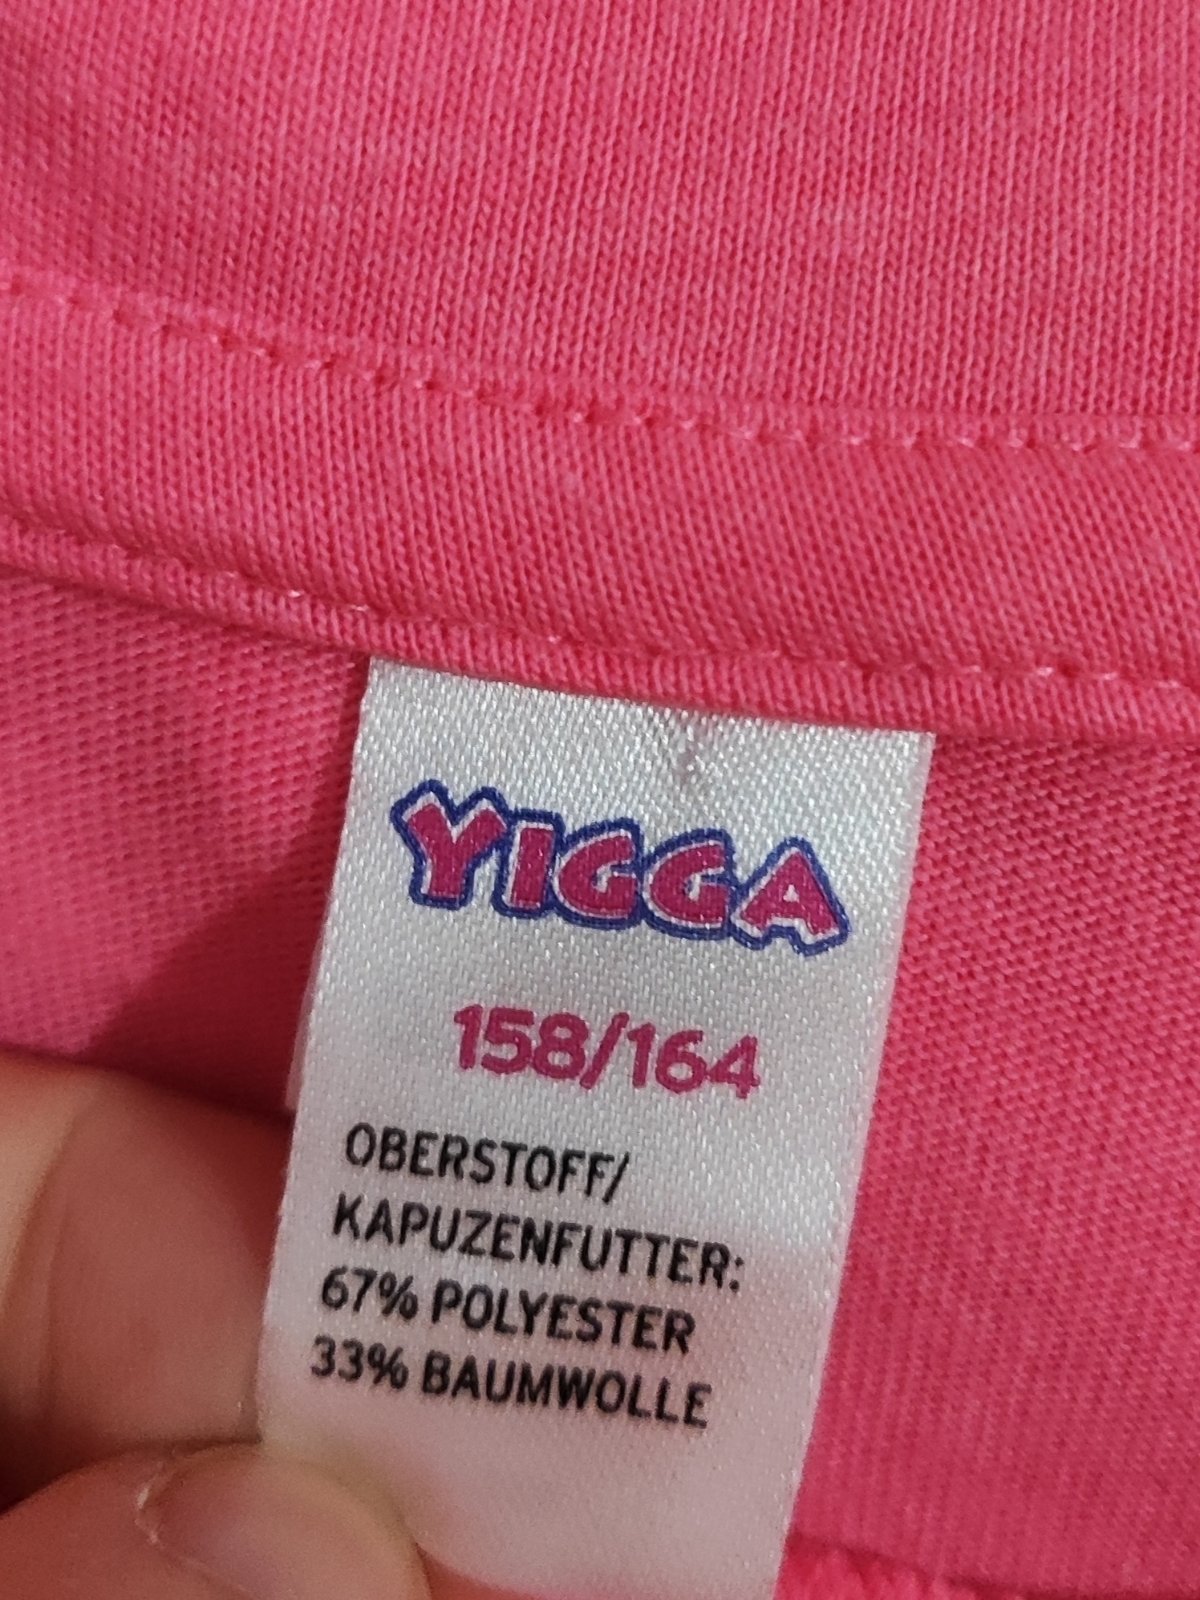 YIGGA
158/164
OBERSTOFF/
KAPUZENFUTTER:
67% POLYESTER
33% BAUMWOLLE